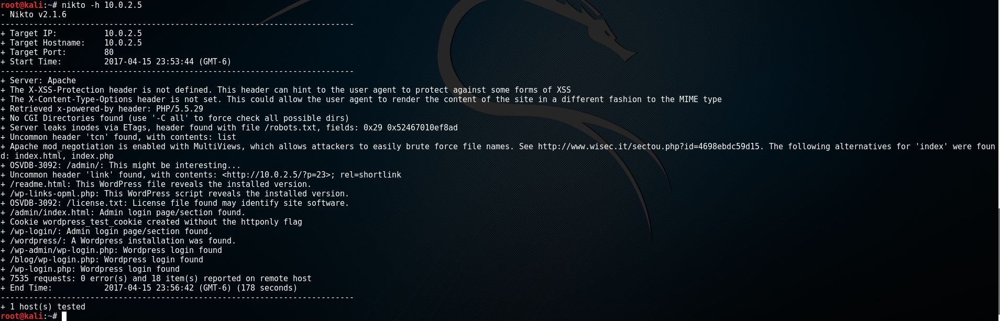 root@kali:~# nikto -h 10.0.2.5
- Nikto v2.1.6
---------------------------------------------------------------------------
+ Target IP:          10.0.2.5
+ Target Hostname:    10.0.2.5
+ Target Port:        80
+ Start Time:         2017-04-15 23:53:44 (GMT-6)
---------------------------------------------------------------------------
+ Server: Apache
+ The X-XSS-Protection header is not defined. This header can hint to the user agent to protect against some forms of XSS
+ The X-Content-Type-Options header is not set. This could allow the user agent to render the content of the site in a different fashion to the MIME type
+ Retrieved x-powered-by header: PHP/5.5.29
+ No CGI Directories found (use '-C all' to force check all possible dirs)
+ Server leaks inodes via ETags, header found with file /robots.txt, fields: 0x29 0x52467010ef8ad
+ Uncommon header 'tcn' found, with contents: list
+ Apache mod_negotiation is enabled with MultiViews, which allows attackers to easily brute force file names. See http://www.wisec.it/sectou.php?id=4698ebdc59d15. The following alternatives for 'index' were foun
d: index.html, index.php
+ OSVDB-3092: /admin/: This might be interesting...
+ Uncommon header 'link' found, with contents: <http://10.0.2.5/?p=23>; rel=shortlink
+ /readme.html: This WordPress file reveals the installed version.
+ /wp-links-opml.php: This WordPress script reveals the installed version.
+ OSVDB-3092: /license.txt: License file found may identify site software.
+ /admin/index.html: Admin login page/section found.
+ Cookie wordpress_test_cookie created without the httponly flag
+ /wp-login/: Admin login page/section found.
+ /wordpress/: A Wordpress installation was found.
+ /wp-admin/wp-login.php: Wordpress login found
+ /blog/wp-login.php: Wordpress login found
+ /wp-login.php: Wordpress login found
+ 7535 requests: 0 error(s) and 18 item(s) reported on remote host
+ End Time:           2017-04-15 23:56:42 (GMT-6) (178 seconds)
---------------------------------------------------------------------------
+ 1 host(s) tested
root@kali:~#